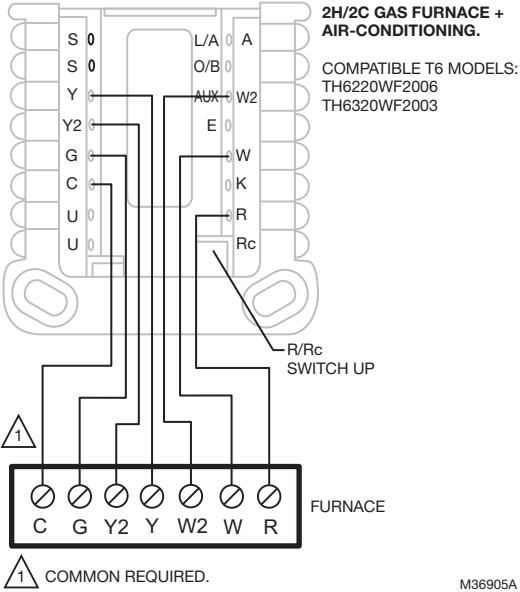 2H/2C GAS FURNACE +
AIR-CONDITIONING.
COMPATIBLE T6 MODELS:
TH6220WF2006
TH6320WF2003
S L/A A
S O/B
Y AUX W2
Y2 E
G W
C K
U R
U Rc
R/Rc
SWITCH UP
1
FURNACE
C G Y2 Y W2 W R
1 COMMON REQUIRED.
M36905A